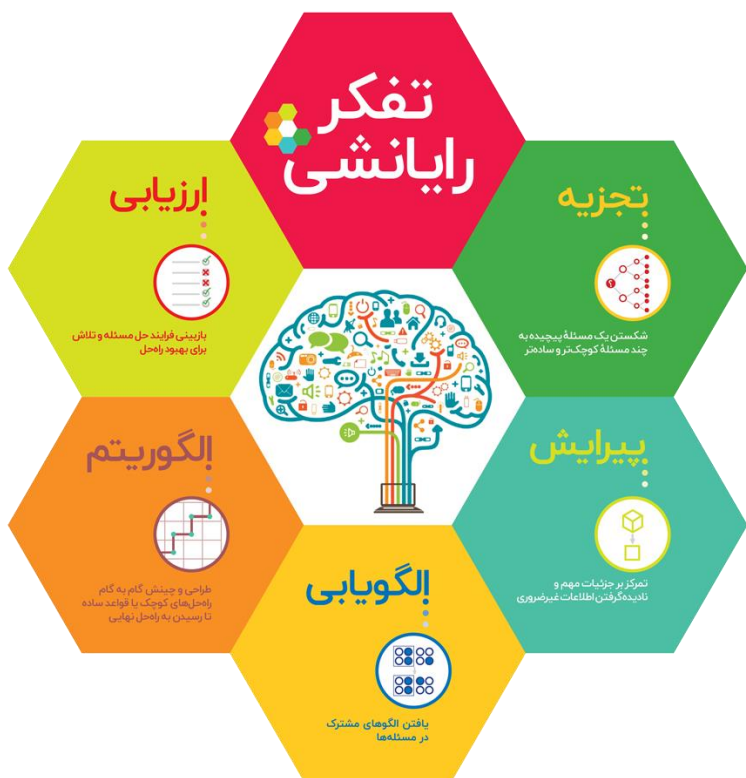 تفکر
رایانشی
تجزیه
شکستن یک مسئلهٔ پیچیده به
چند مسئلهٔ کوچک‌تر و ساده‌تر
پیرایش
تمرکز بر جزئیات مهم و
نادیده‌گرفتن اطلاعات غیرضروری
الگویابی
یافتن الگوهای مشترک
در مسئله‌ها
الگوریتم
طراحی و چینش گام به گام
راه‌حل‌های کوچک یا قواعد ساده
تا رسیدن به راه‌حل نهایی
ارزیابی
بازبینی فرایند حل مسئله و تلاش
برای بهبود راه‌حل